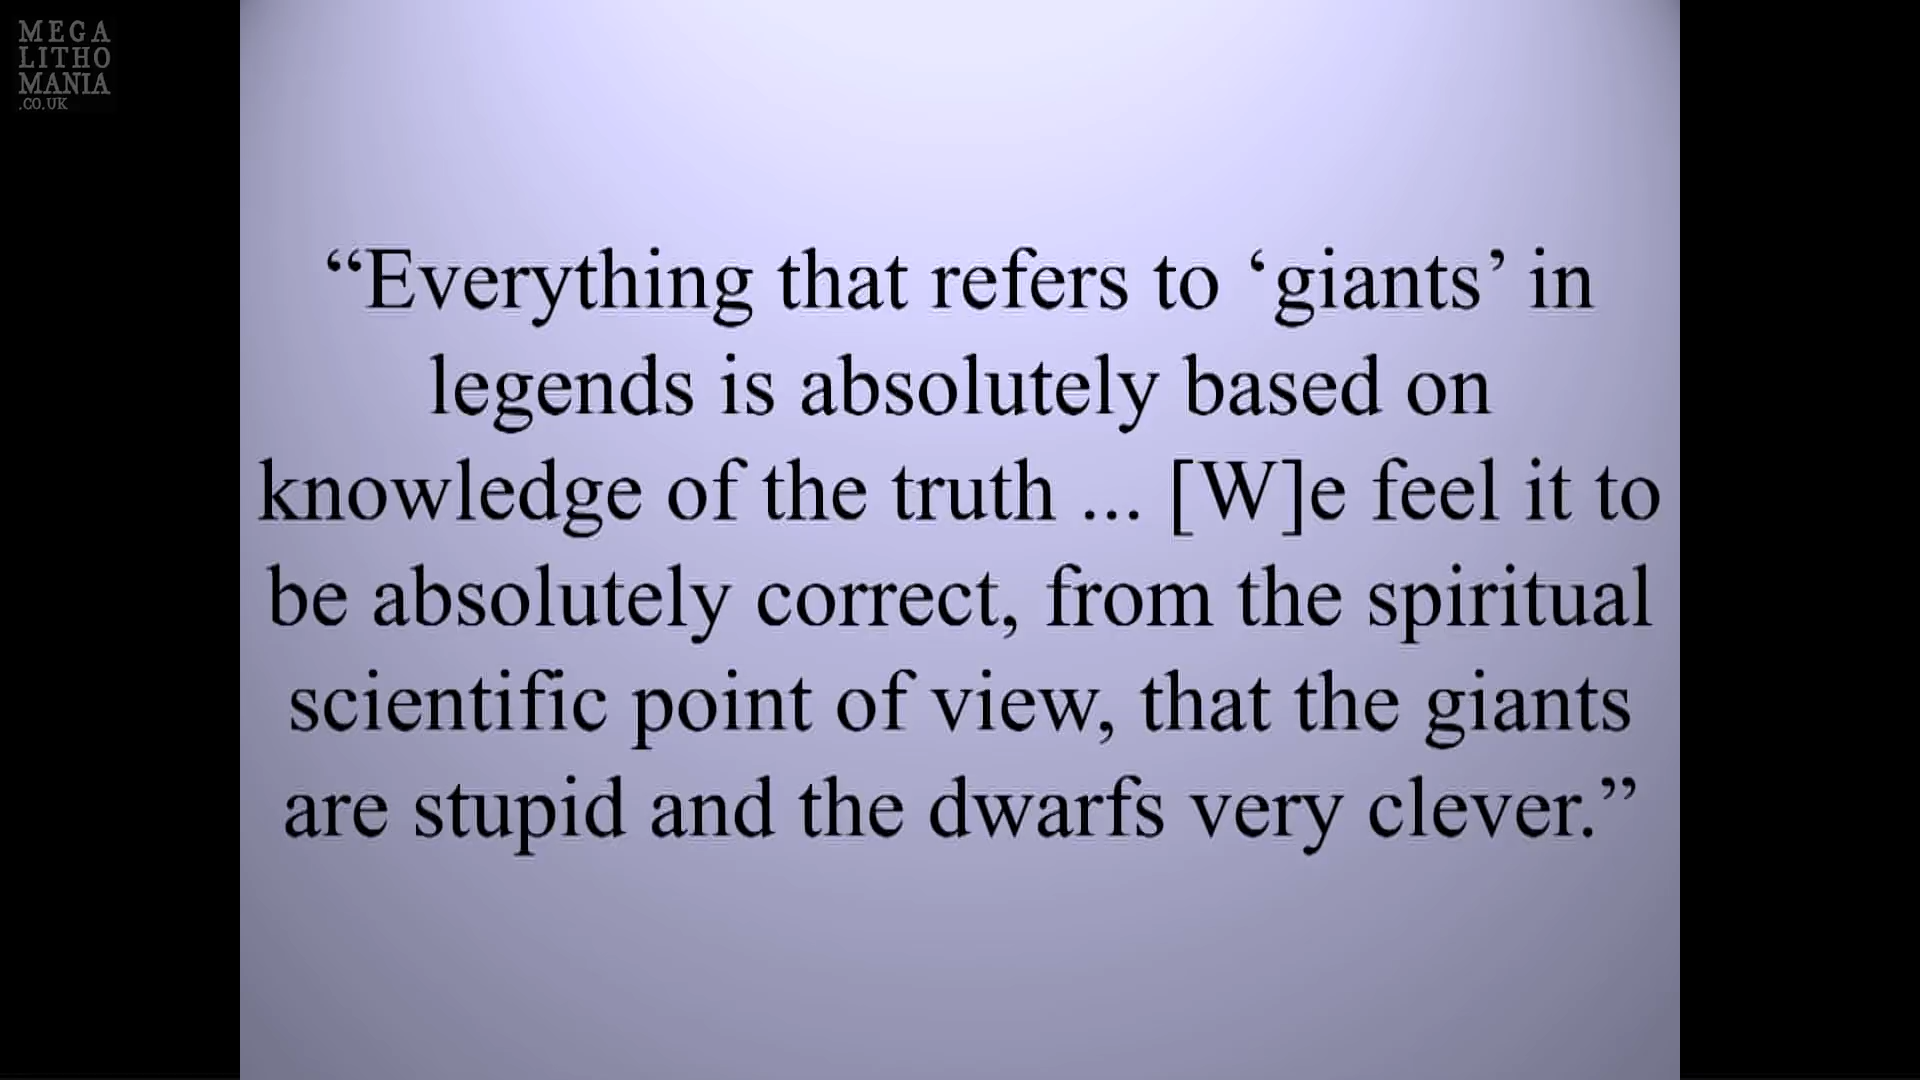 MEGA
LITHO
MANIA
.CO.UK
“Everything that refers to ‘giants’ in
legends is absolutely based on
knowledge of the truth ... [W]e feel it to
be absolutely correct, from the spiritual
scientific point of view, that the giants
are stupid and the dwarfs very clever.”